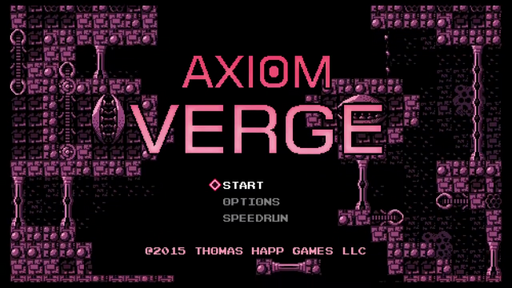 AXIOM
VERGE
START
OPTIONS
SPEEDRUN
©2015 THOMAS HAPP GAMES LLC